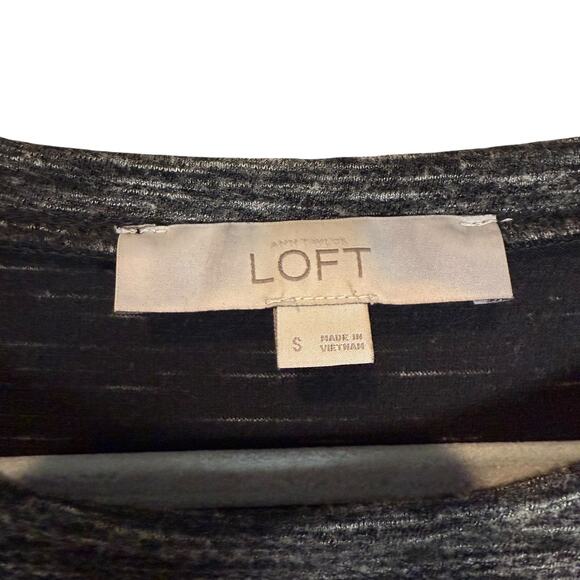 ANN TAYLOR
LOFT
S
MADE IN
VIETNAM